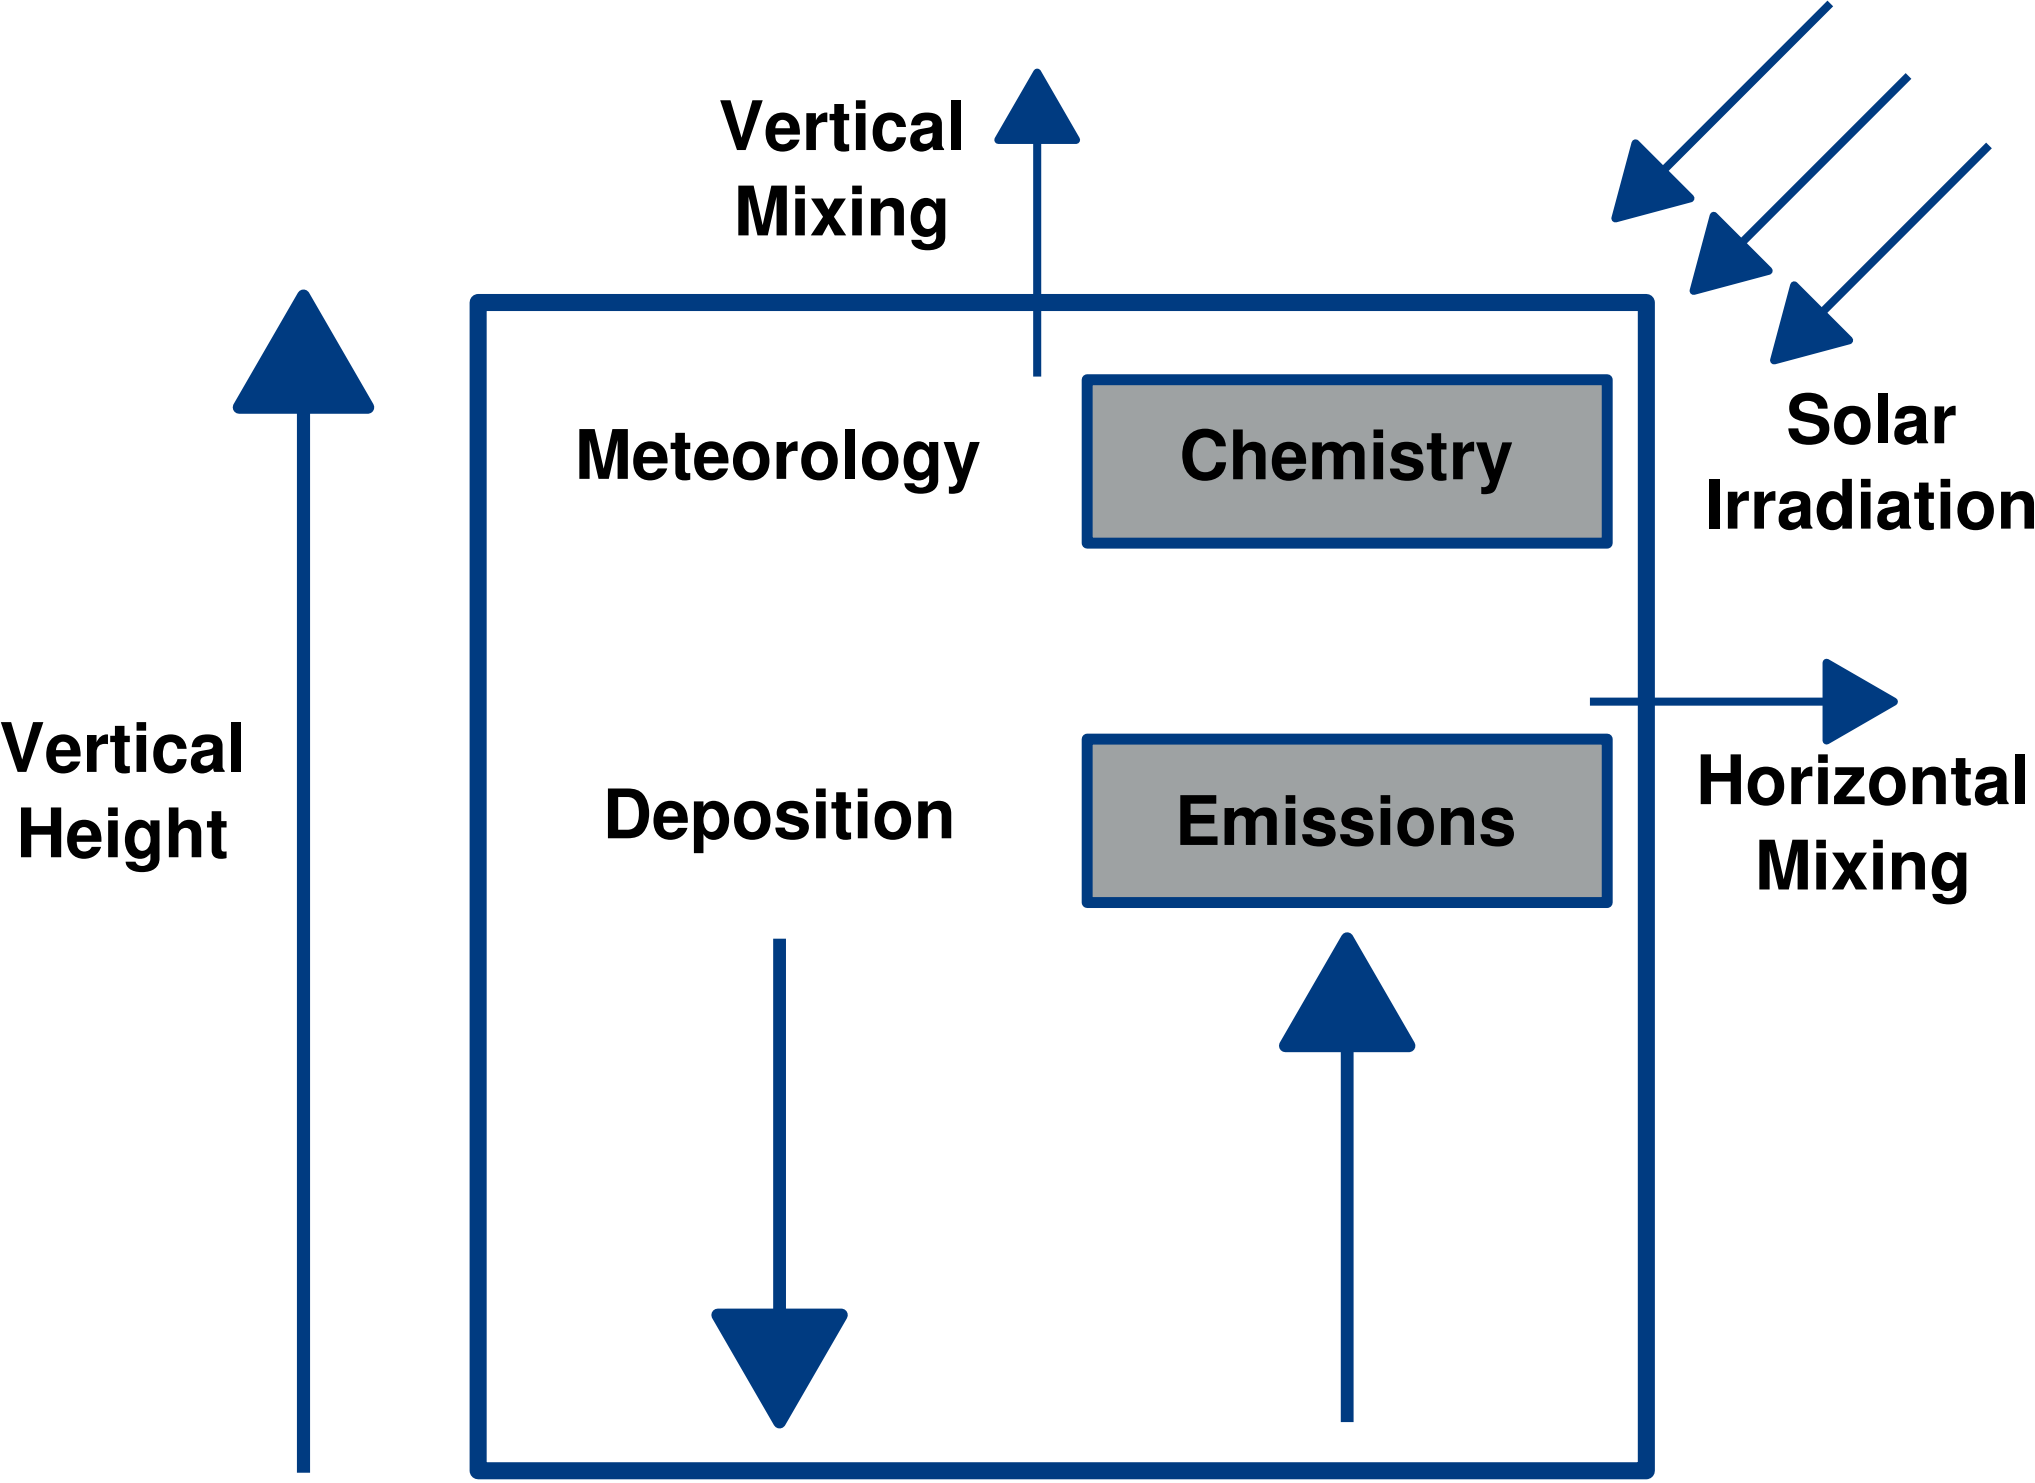 Vertical
Mixing
Meteorology
Chemistry
Solar
Irradiation
Vertical
Height
Deposition
Emissions
Horizontal
Mixing